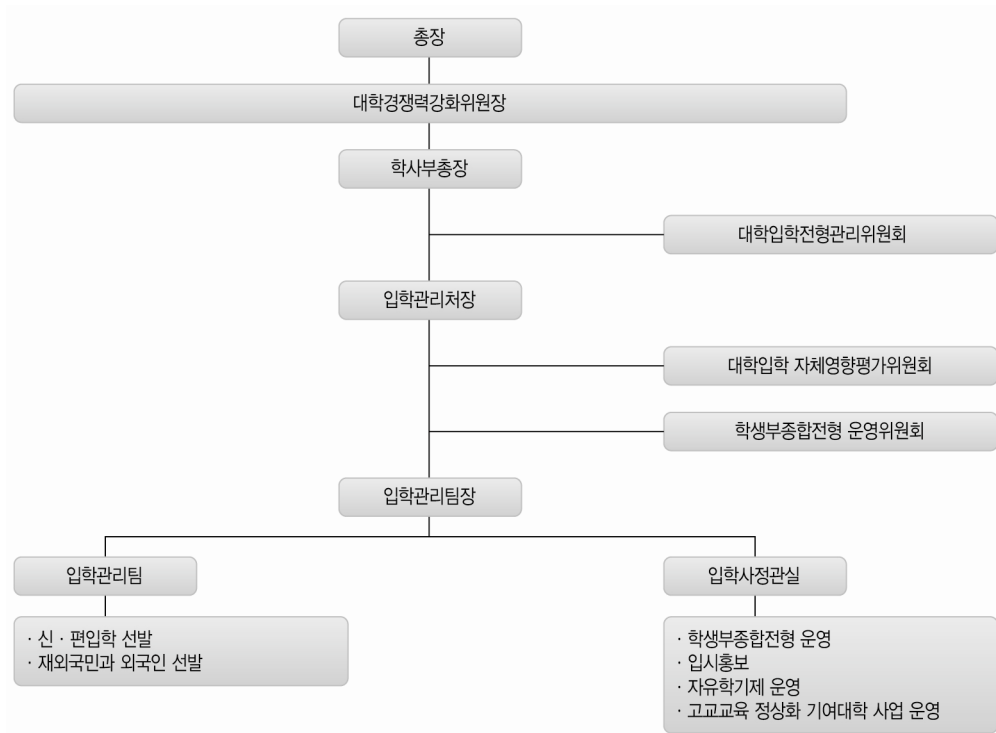 총장
대학경쟁력강화위원장
학사부총장
대학입학전형관리위원회
입학관리처장
대학입학 자체영향평가위원회
학생부종합전형 운영위원회
입학관리팀장
입학관리팀
입학사정관실
· 신 · 편입학 선발
· 재외국민과 외국인 선발
· 학생부종합전형 운영
· 입시홍보
· 자유학기제 운영
· 고교교육 정상화 기여대학 사업 운영